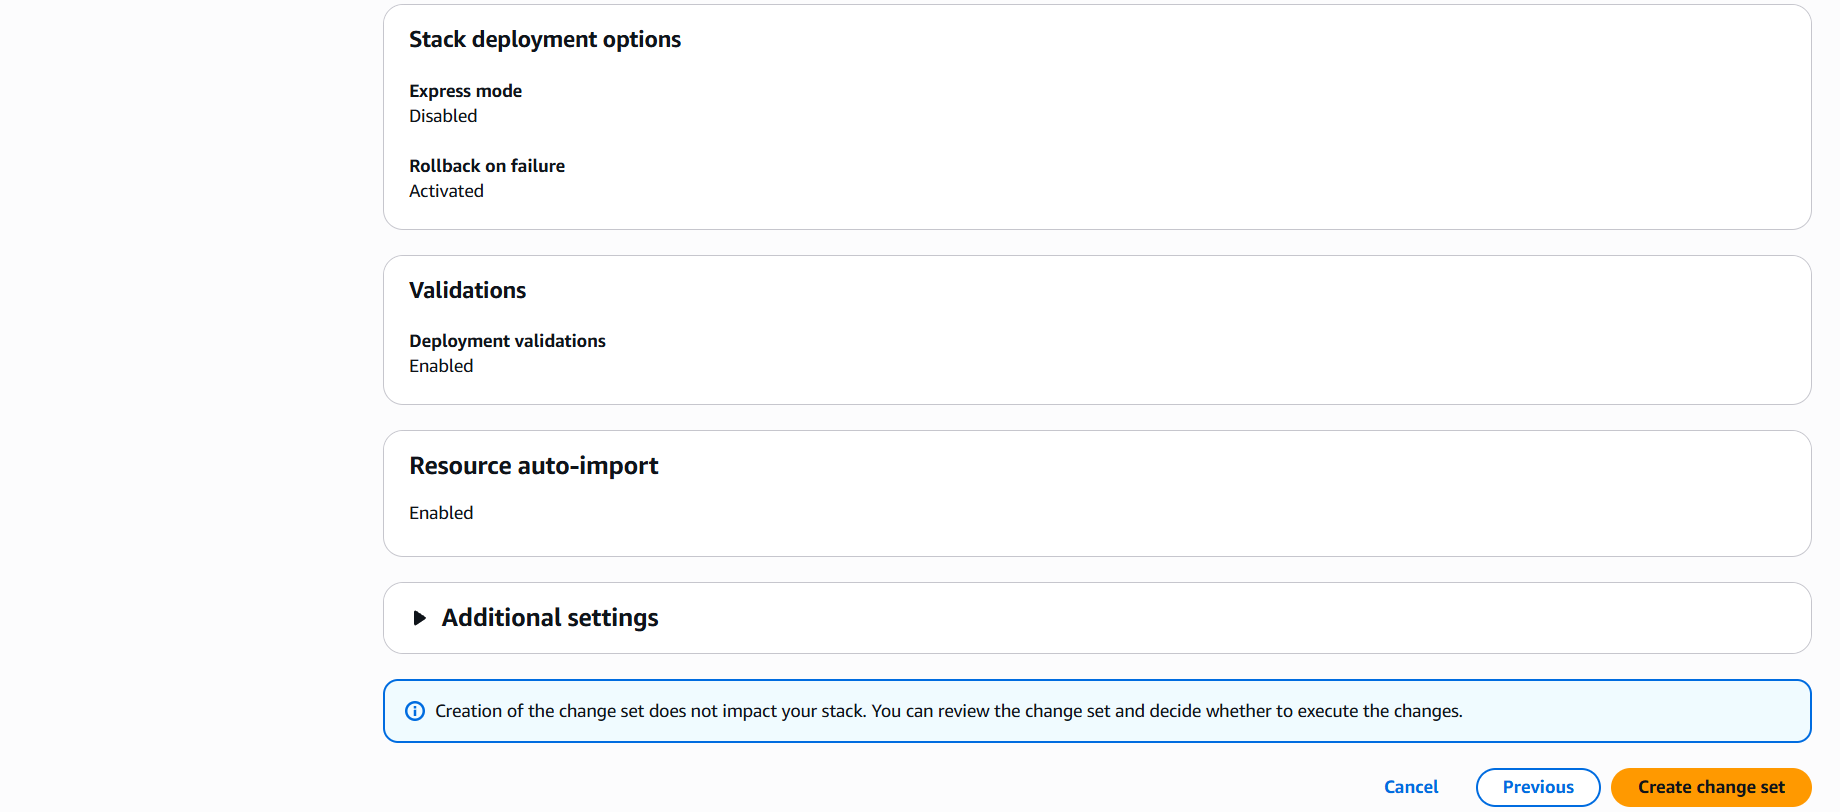 Stack deployment options
Express mode
Disabled
Rollback on failure
Activated
Validations
Deployment validations
Enabled
Resource auto-import
Enabled
Additional settings
Creation of the change set does not impact your stack. You can review the change set and decide whether to execute the changes.
Cancel Previous Create change set